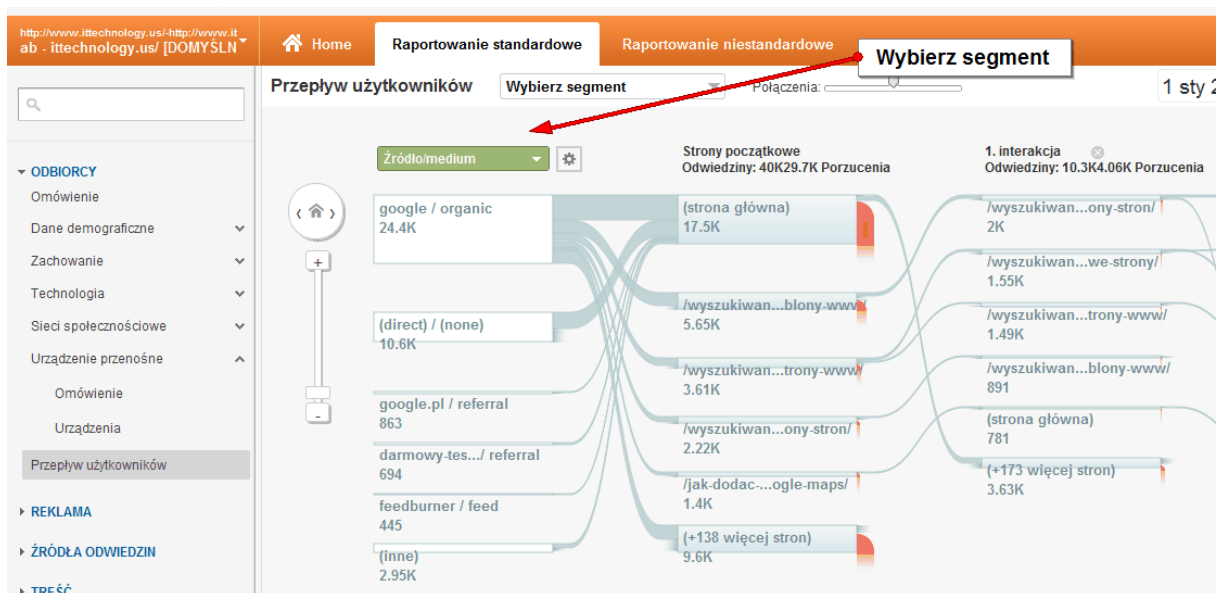 http://www.ittechnology.us/-http://www.it
ab - ittechnology.us/ [DOMYŚLN
Home
Raportowanie standardowe
Raportowanie niestandardowe
Wybierz segment
Przepływ użytkowników
Wybierz segment
Połączenia:
1 sty 2
ODBIORCY
Omówienie
Dane demograficzne
Zachowanie
Technologia
Sieci społecznościowe
Urządzenie przenośne
Omówienie
Urządzenia
Przepływ użytkowników
REKLAMA
ŹRÓDŁA ODWIEDZIN
TREŚĆ
Źródło/medium
google / organic
24.4K
(direct) / (none)
10.6K
google.pl / referral
863
darmowy-tes.../ referral
694
feedburner / feed
445
(inne)
2.95K
Strony początkowe
Odwiedziny: 40K29.7K Porzucenia
(strona główna)
17.5K
/wyszukiwan...blony-www/
5.65K
/wyszukiwan...trony-www/
3.61K
/wyszukiwan...ony-stron/
2.22K
/jak-dodac-...ogle-maps/
1.4K
(+138 więcej stron)
9.6K
1. interakcja
Odwiedziny: 10.3K4.06K Porzucenia
/wyszukiwan...ony-stron/
2K
/wyszukiwan...we-strony/
1.55K
/wyszukiwan...trony-www/
1.49K
/wyszukiwan...blony-www/
891
(strona główna)
781
(+173 więcej stron)
3.63K